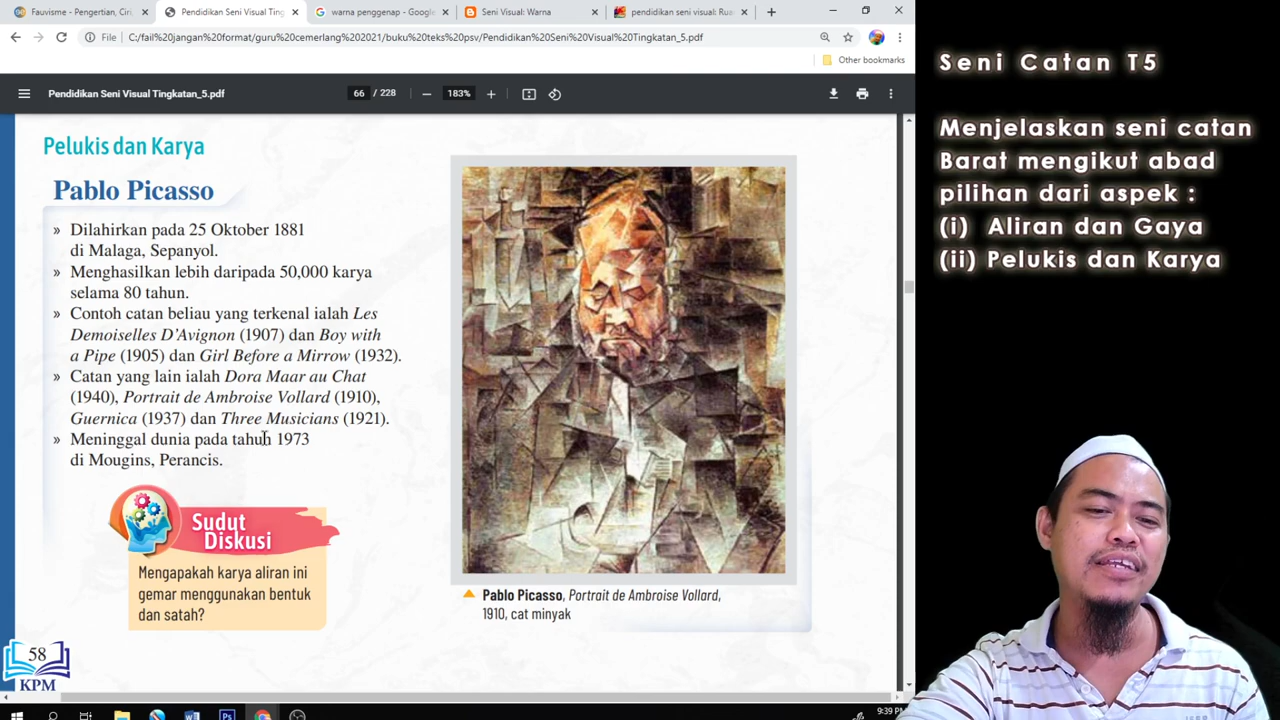 Fauvisme - Pengertian, Ciri,
Pendidikan Seni Visual Ting
warna penggenap - Google
Seni Visual: Warna
pendidikan seni visual: Rua
File
C:/fail%20jangan%20format/guru%20cemerlang%202021/buku%20teks%20psv/Pendidikan%20Seni%20Visual%20Tingkatan_5.pdf
Other bookmarks
Pendidikan Seni Visual Tingkatan_5.pdf
66 / 228
183%
Pelukis dan Karya
Pablo Picasso
» Dilahirkan pada 25 Oktober 1881
di Malaga, Sepanyol.
» Menghasilkan lebih daripada 50,000 karya
selama 80 tahun.
» Contoh catan beliau yang terkenal ialah Les
Demoiselles D’Avignon (1907) dan Boy with
a Pipe (1905) dan Girl Before a Mirrow (1932).
» Catan yang lain ialah Dora Maar au Chat
(1940), Portrait de Ambroise Vollard (1910),
Guernica (1937) dan Three Musicians (1921).
» Meninggal dunia pada tahun 1973
di Mougins, Perancis.
Sudut
Diskusi
Mengapakah karya aliran ini
gemar menggunakan bentuk
dan satah?
Pablo Picasso, Portrait de Ambroise Vollard,
1910, cat minyak
58
KPM
Seni Catan T5
Menjelaskan seni catan
Barat mengikut abad
pilihan dari aspek :
(i) Aliran dan Gaya
(ii) Pelukis dan Karya
9:39 PM